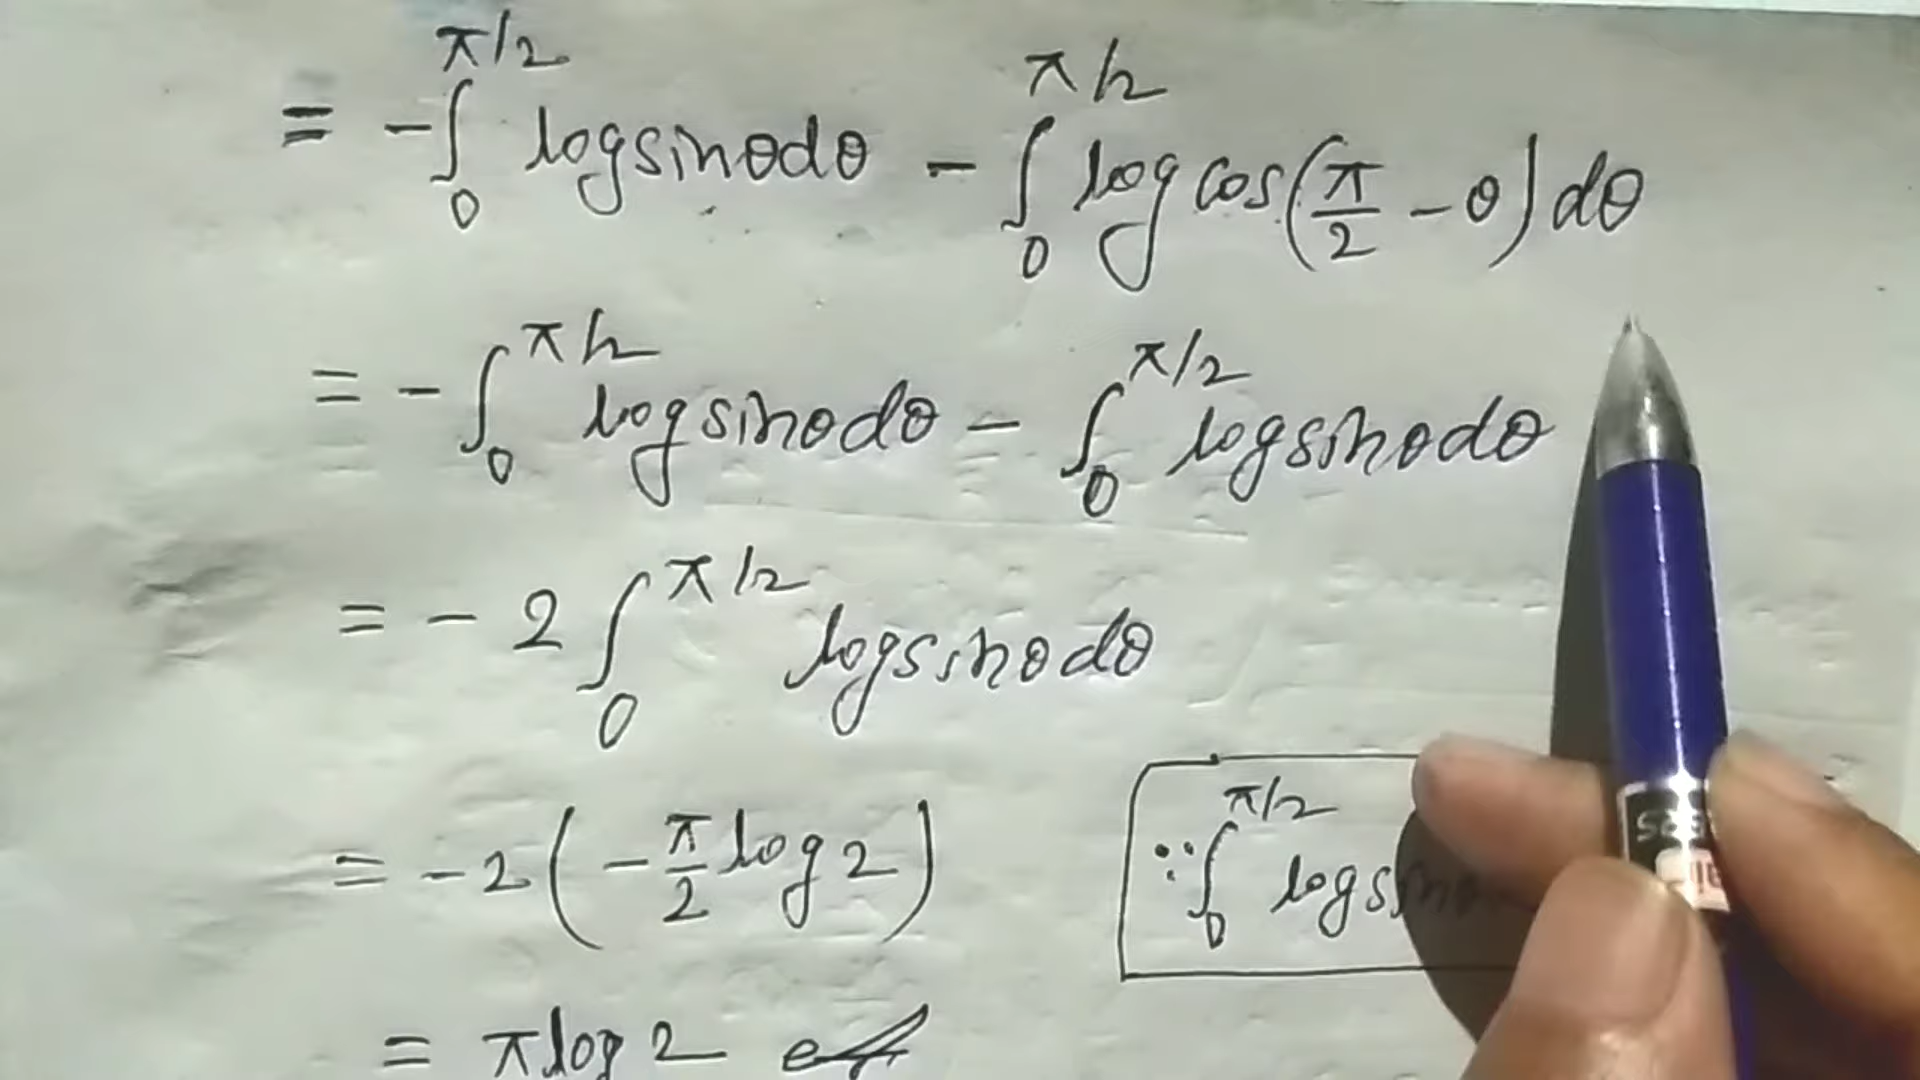 = -∫₀^{π/2} log sinθ dθ - ∫₀^{π/2} log cos(π/2 - θ) dθ
= -∫₀^{π/2} log sinθ dθ - ∫₀^{π/2} log sinθ dθ
= -2 ∫₀^{π/2} log sinθ dθ
= -2(-π/2 log 2)
∵ ∫₀^{π/2} log sinθ
= π log 2